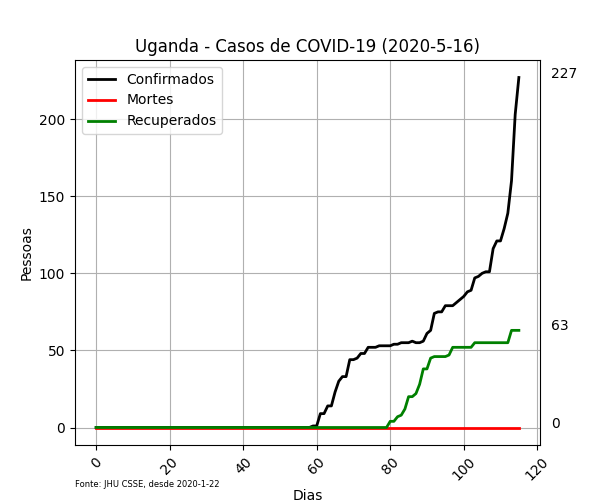 Uganda - Casos de COVID-19 (2020-5-16)
Confirmados
Mortes
Recuperados
227
63
0
Pessoas
200
150
100
50
0
0
20
40
60
80
100
120
Fonte: JHU CSSE, desde 2020-1-22
Dias